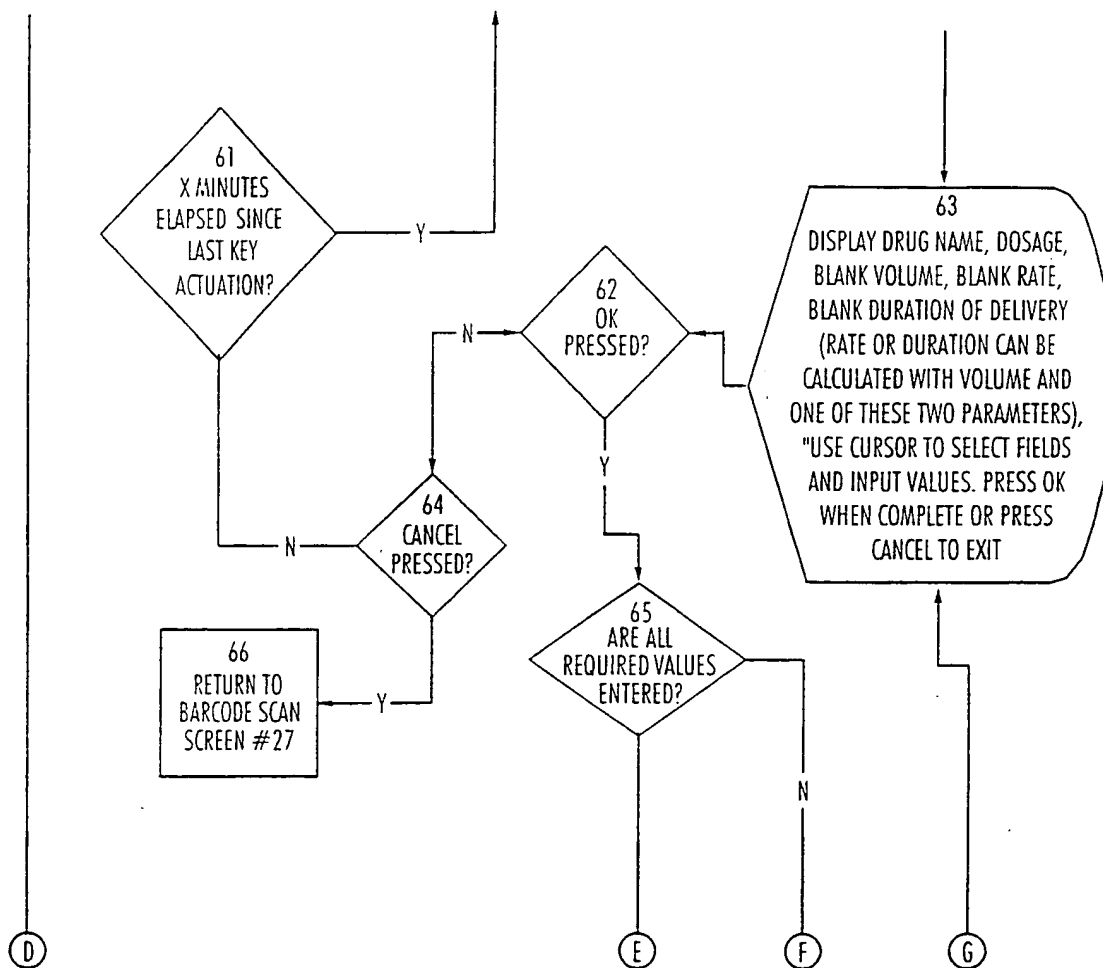 61
X MINUTES
ELAPSED SINCE
LAST KEY
ACTUATION?
Y
62
OK
PRESSED?
N
Y
63
DISPLAY DRUG NAME, DOSAGE,
BLANK VOLUME, BLANK RATE,
BLANK DURATION OF DELIVERY
(RATE OR DURATION CAN BE
CALCULATED WITH VOLUME AND
ONE OF THESE TWO PARAMETERS),
"USE CURSOR TO SELECT FIELDS
AND INPUT VALUES. PRESS OK
WHEN COMPLETE OR PRESS
CANCEL TO EXIT
64
CANCEL
PRESSED?
N
Y
65
ARE ALL
REQUIRED VALUES
ENTERED?
N
66
RETURN TO
BARCODE SCAN
SCREEN #27
D
E
F
G